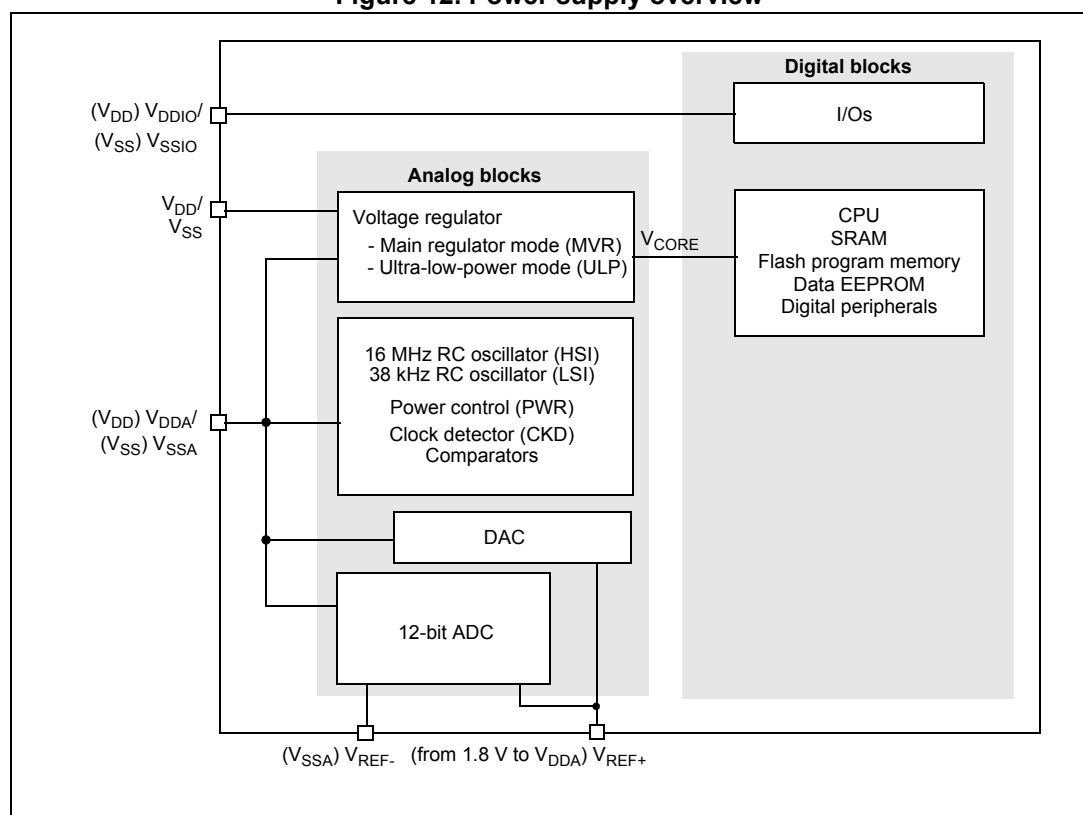 Figure 12. Power supply overview
Digital blocks
(VDD) VDDIO/
(VSS) VSSIO
I/Os
Analog blocks
VDD/
VSS
Voltage regulator
- Main regulator mode (MVR)
- Ultra-low-power mode (ULP)
VCORE
CPU
SRAM
Flash program memory
Data EEPROM
Digital peripherals
16 MHz RC oscillator (HSI)
38 kHz RC oscillator (LSI)
Power control (PWR)
Clock detector (CKD)
Comparators
(VDD) VDDA/
(VSS) VSSA
DAC
12-bit ADC
(VSSA) VREF-
(from 1.8 V to VDDA) VREF+